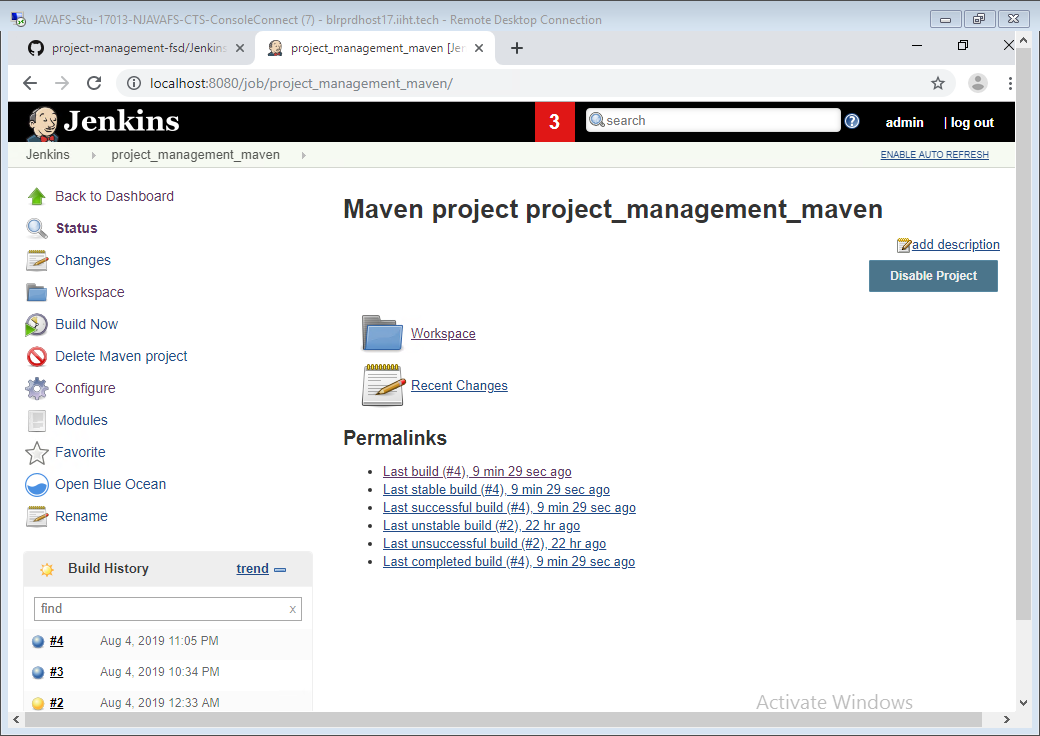 JAVAFS-Stu-17013-NJAVAFS-CTS-ConsoleConnect (7) - blrprdhost17.iiht.tech - Remote Desktop Connection
project-management-fsd/Jenkins
project_management_maven [Jen
localhost:8080/job/project_management_maven/
Jenkins
3
search
admin
| log out
Jenkins
project_management_maven
ENABLE AUTO REFRESH
Back to Dashboard
Status
Changes
Workspace
Build Now
Delete Maven project
Configure
Modules
Favorite
Open Blue Ocean
Rename
Build History
trend
find
x
#4 Aug 4, 2019 11:05 PM
#3 Aug 4, 2019 10:34 PM
#2 Aug 4, 2019 12:33 AM
Maven project project_management_maven
add description
Disable Project
Workspace
Recent Changes
Permalinks
Last build (#4), 9 min 29 sec ago
Last stable build (#4), 9 min 29 sec ago
Last successful build (#4), 9 min 29 sec ago
Last unstable build (#2), 22 hr ago
Last unsuccessful build (#2), 22 hr ago
Last completed build (#4), 9 min 29 sec ago
Activate Windows